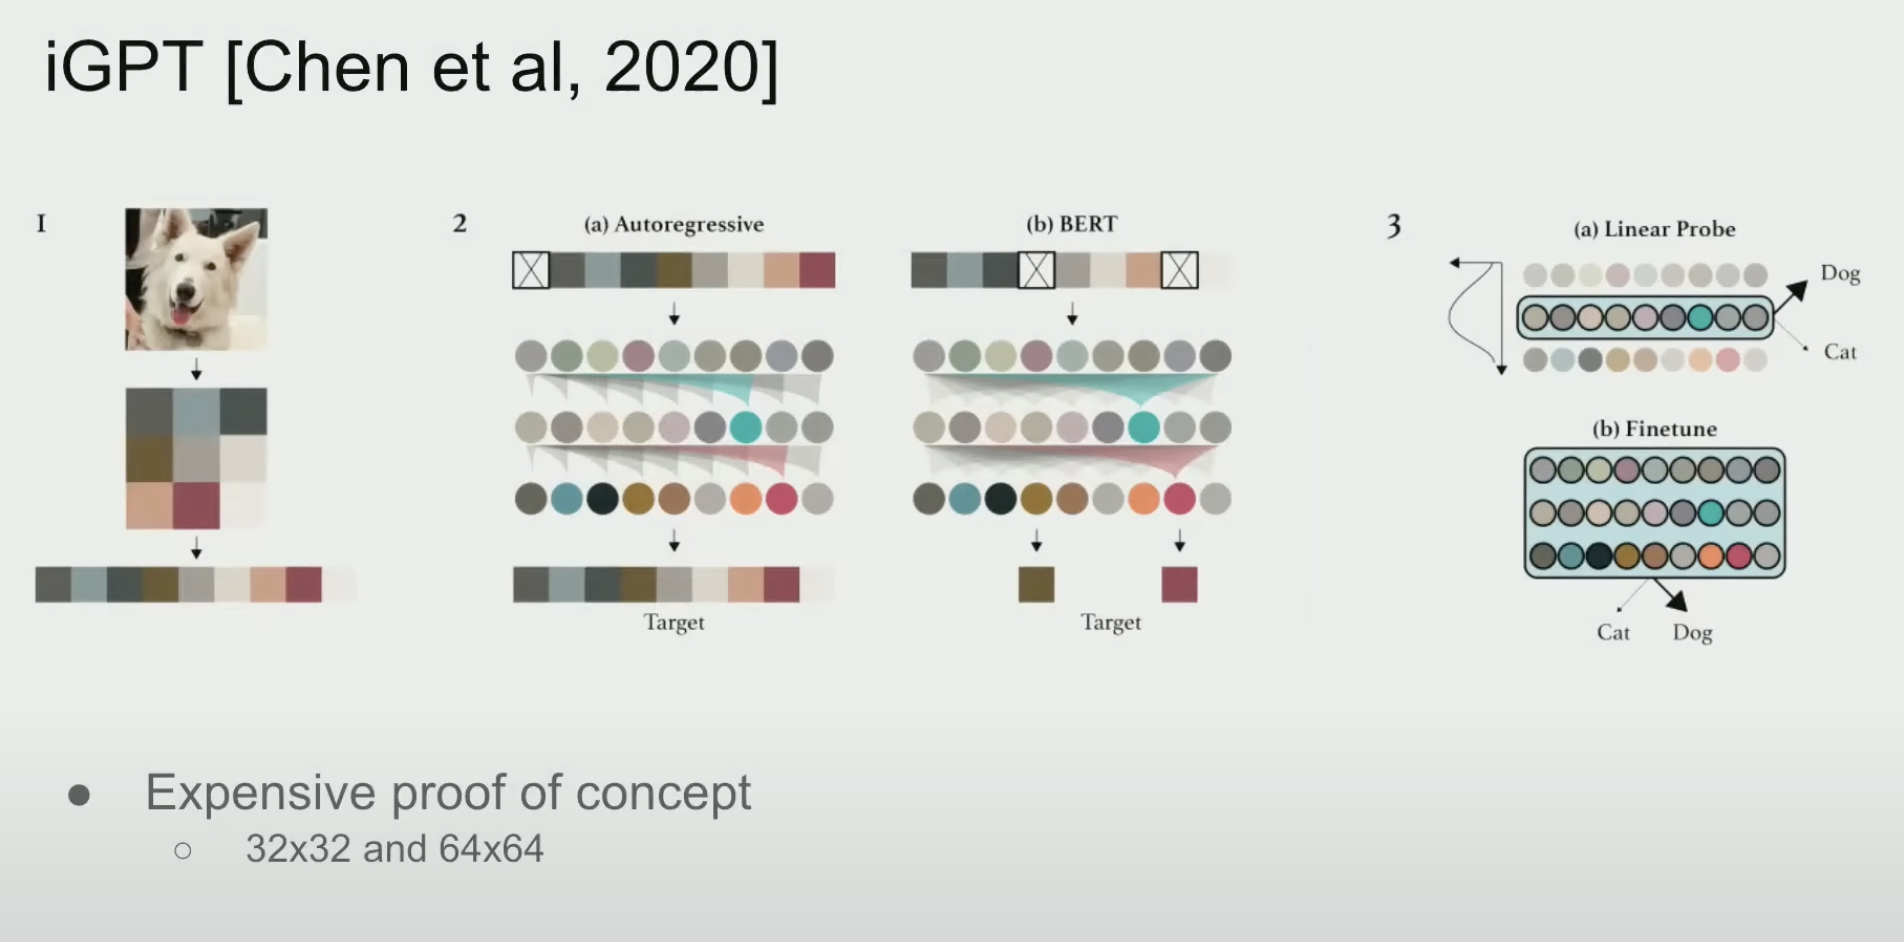 iGPT [Chen et al, 2020]
1
2
(a) Autoregressive
Target
(b) BERT
Target
3
(a) Linear Probe
Dog
Cat
(b) Finetune
Cat Dog
● Expensive proof of concept
○ 32x32 and 64x64